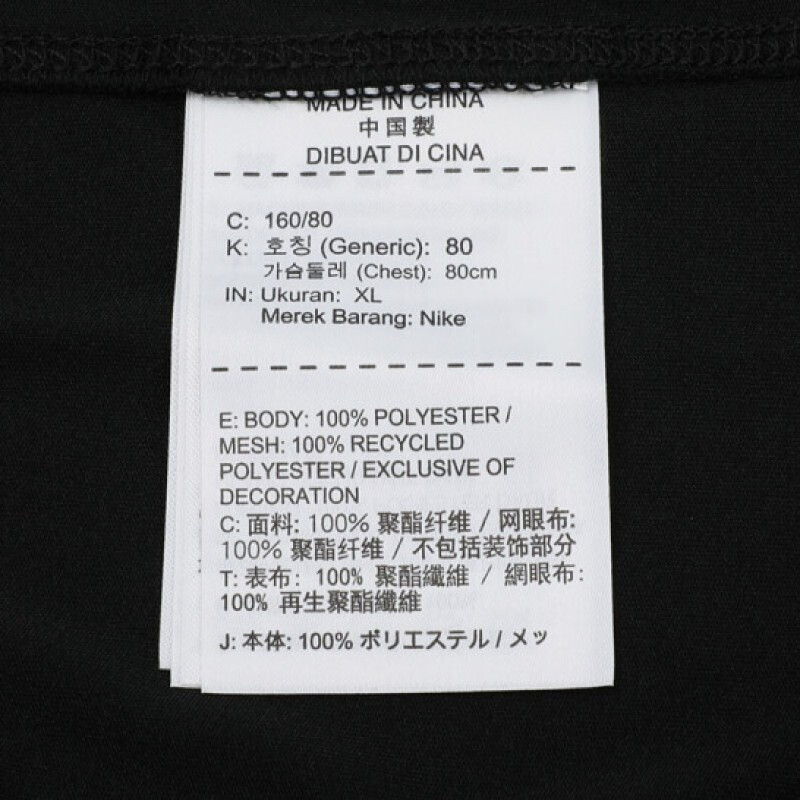 MADE IN CHINA
中国製
DIBUAT DI CINA
C: 160/80
K: 호칭 (Generic): 80
가슴둘레 (Chest): 80cm
IN: Ukuran: XL
Merek Barang: Nike
E: BODY: 100% POLYESTER /
MESH: 100% RECYCLED
POLYESTER / EXCLUSIVE OF
DECORATION
C: 面料: 100% 聚酯纤维 / 网眼布:
100% 聚酯纤维 / 不包括装饰部分
T: 表布: 100% 聚酯纖維 / 網眼布:
100% 再生聚酯纖維
J: 本体: 100% ポリエステル / メッ